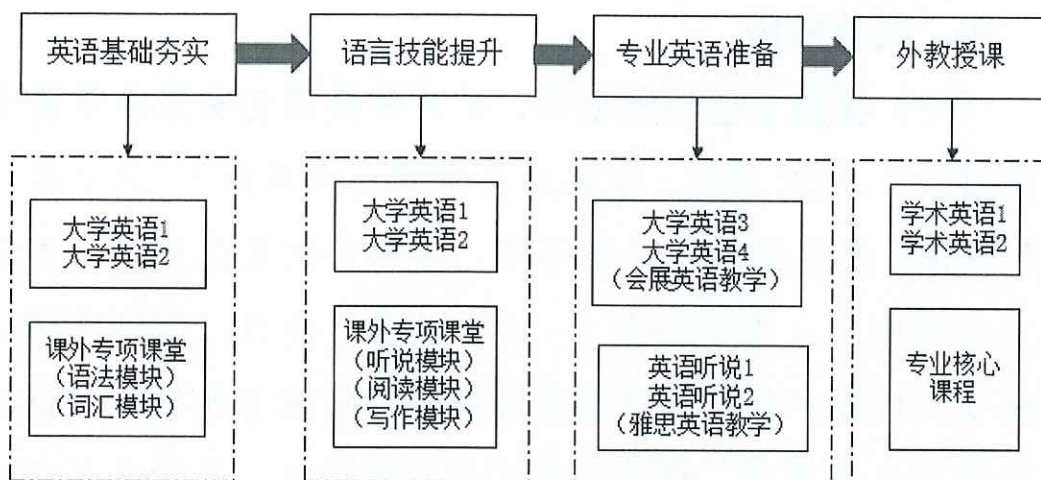 英语基础夯实
语言技能提升
专业英语准备
外教授课
大学英语1
大学英语2
课外专项课堂
（语法模块）
（词汇模块）
大学英语1
大学英语2
课外专项课堂
（听说模块）
（阅读模块）
（写作模块）
大学英语3
大学英语4
（会展英语教学）
英语听说1
英语听说2
（雅思英语教学）
学术英语1
学术英语2
专业核心
课程